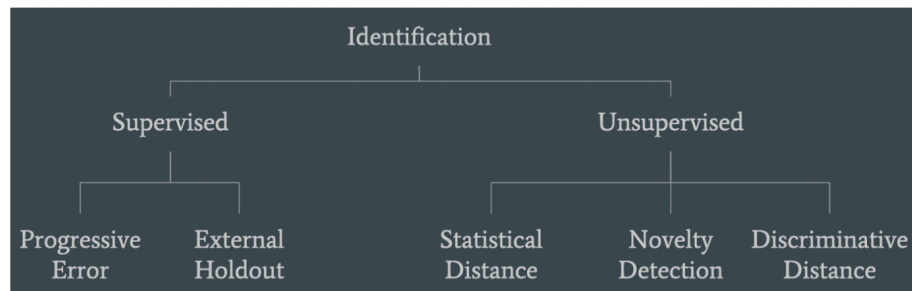 Identification
Supervised
Unsupervised
Progressive
Error
External
Holdout
Statistical
Distance
Novelty
Detection
Discriminative
Distance